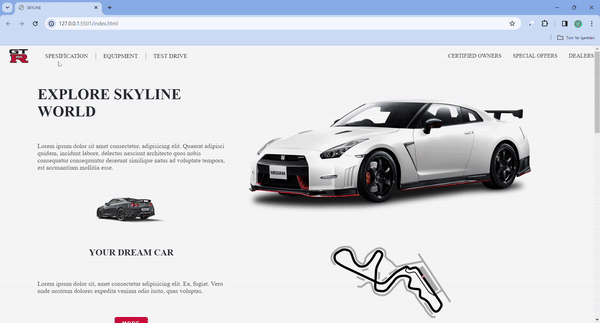 SKYLINE
127.0.0.1:5501/index.html
Tüm Yer İşaretleri
GT
R
SPESIFICATION
EQUIPMENT
TEST DRIVE
CERTIFIED OWNERS
SPECIAL OFFERS
DEALERS
EXPLORE SKYLINE
WORLD
Lorem ipsum dolor sit amet consectetur, adipisicing elit. Quaerat adipisci
quidem, incidunt labore, delectus nesciunt architecto quos nobis
consequatur consequuntur deserunt similique natus ad voluptate tempora,
est accusantium mollitia esse.
YOUR DREAM CAR
Lorem ipsum dolor sit amet consectetur, adipisicing elit. Ea, fugiat. Vero
unde nostrum dolores expedita veniam odio iusto, quas voluptas.
MORE